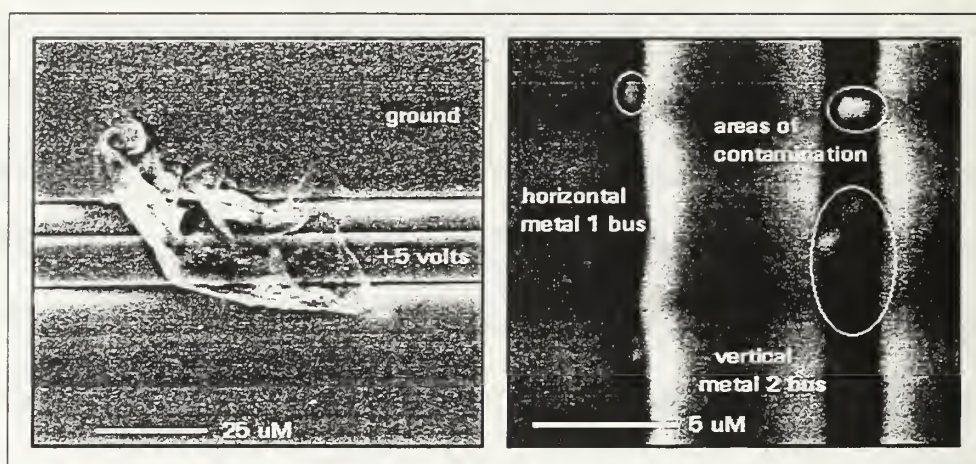 ground
+5 volts
25 uM
areas of
contamination
horizontal
metal 1 bus
vertical
metal 2 bus
5 uM